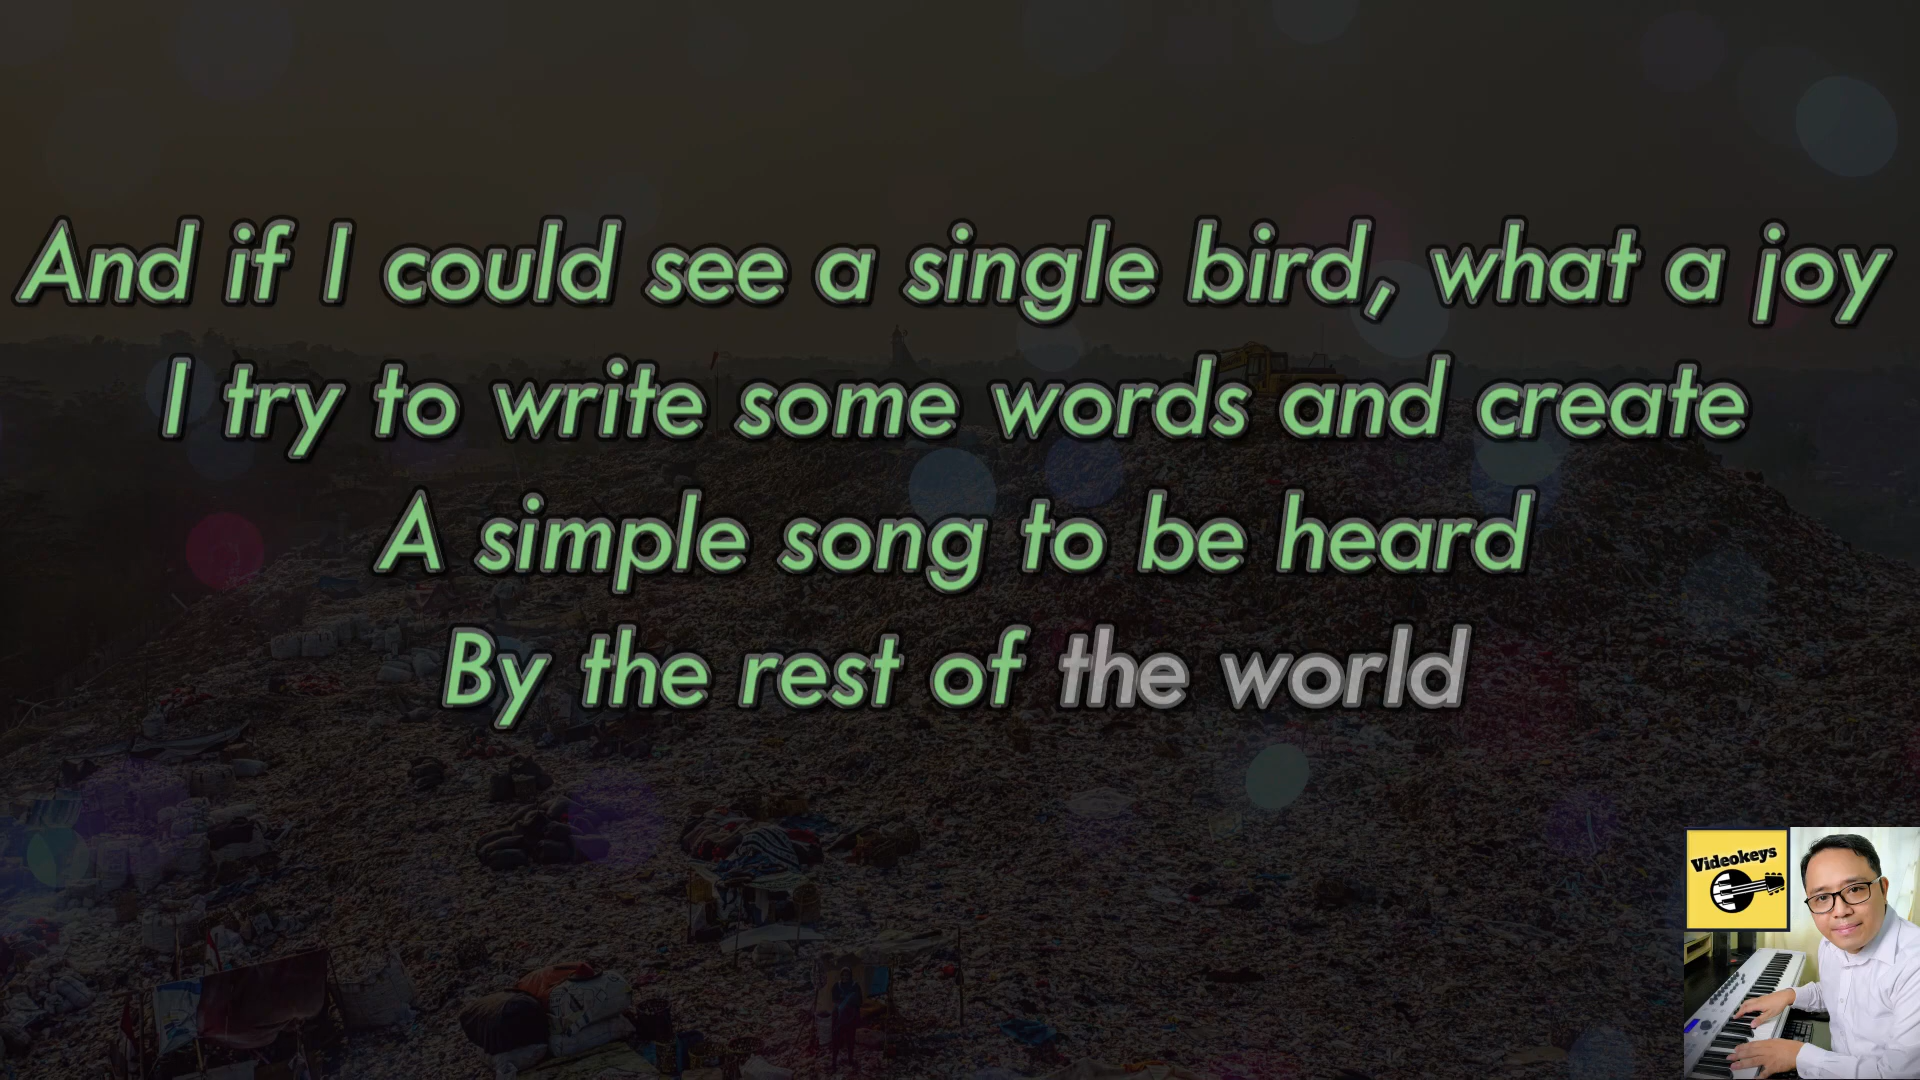 And if I could see a single bird, what a joy
I try to write some words and create
A simple song to be heard
By the rest of the world
Videokeys